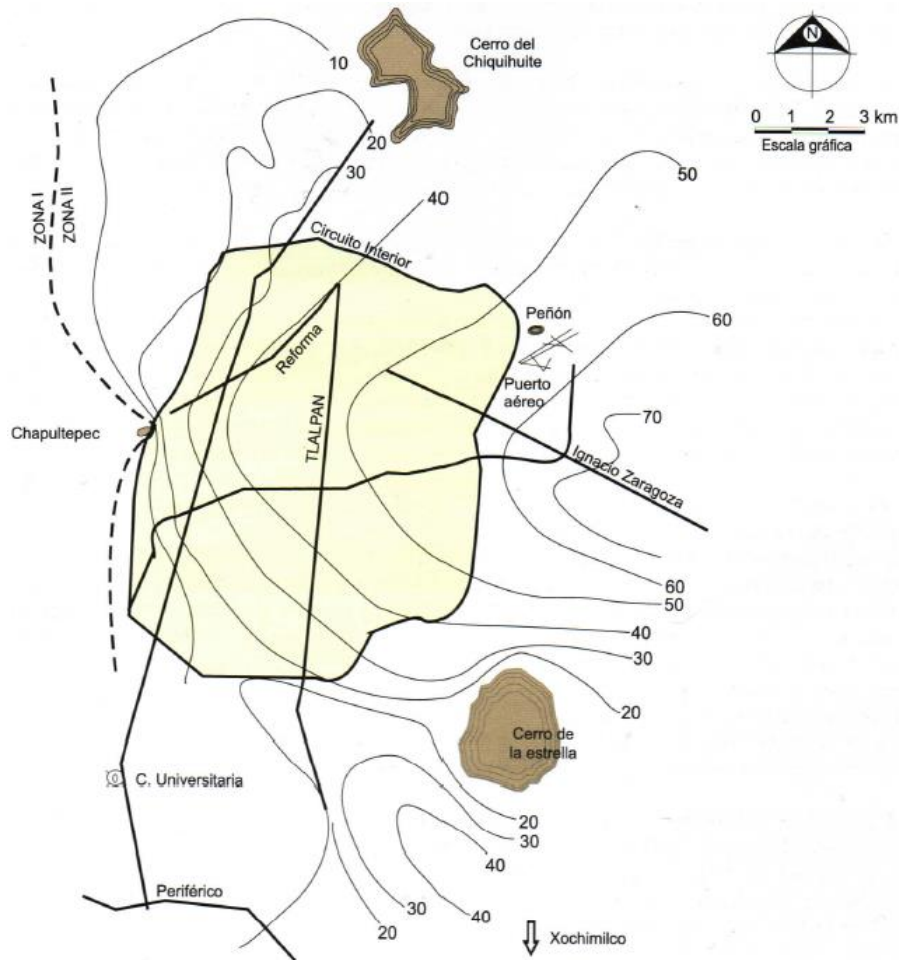 Cerro del
Chiquihuite
N
0 1 2 3 km
Escala gráfica
10
20
30
40
50
ZONA I
ZONA II
Circuito Interior
Peñón
60
Reforma
Puerto
aéreo
70
Chapultepec
TLALPAN
Ignacio Zaragoza
60
50
40
30
20
Cerro de
la estrella
C. Universitaria
20
30
40
Periférico
30
40
20
Xochimilco